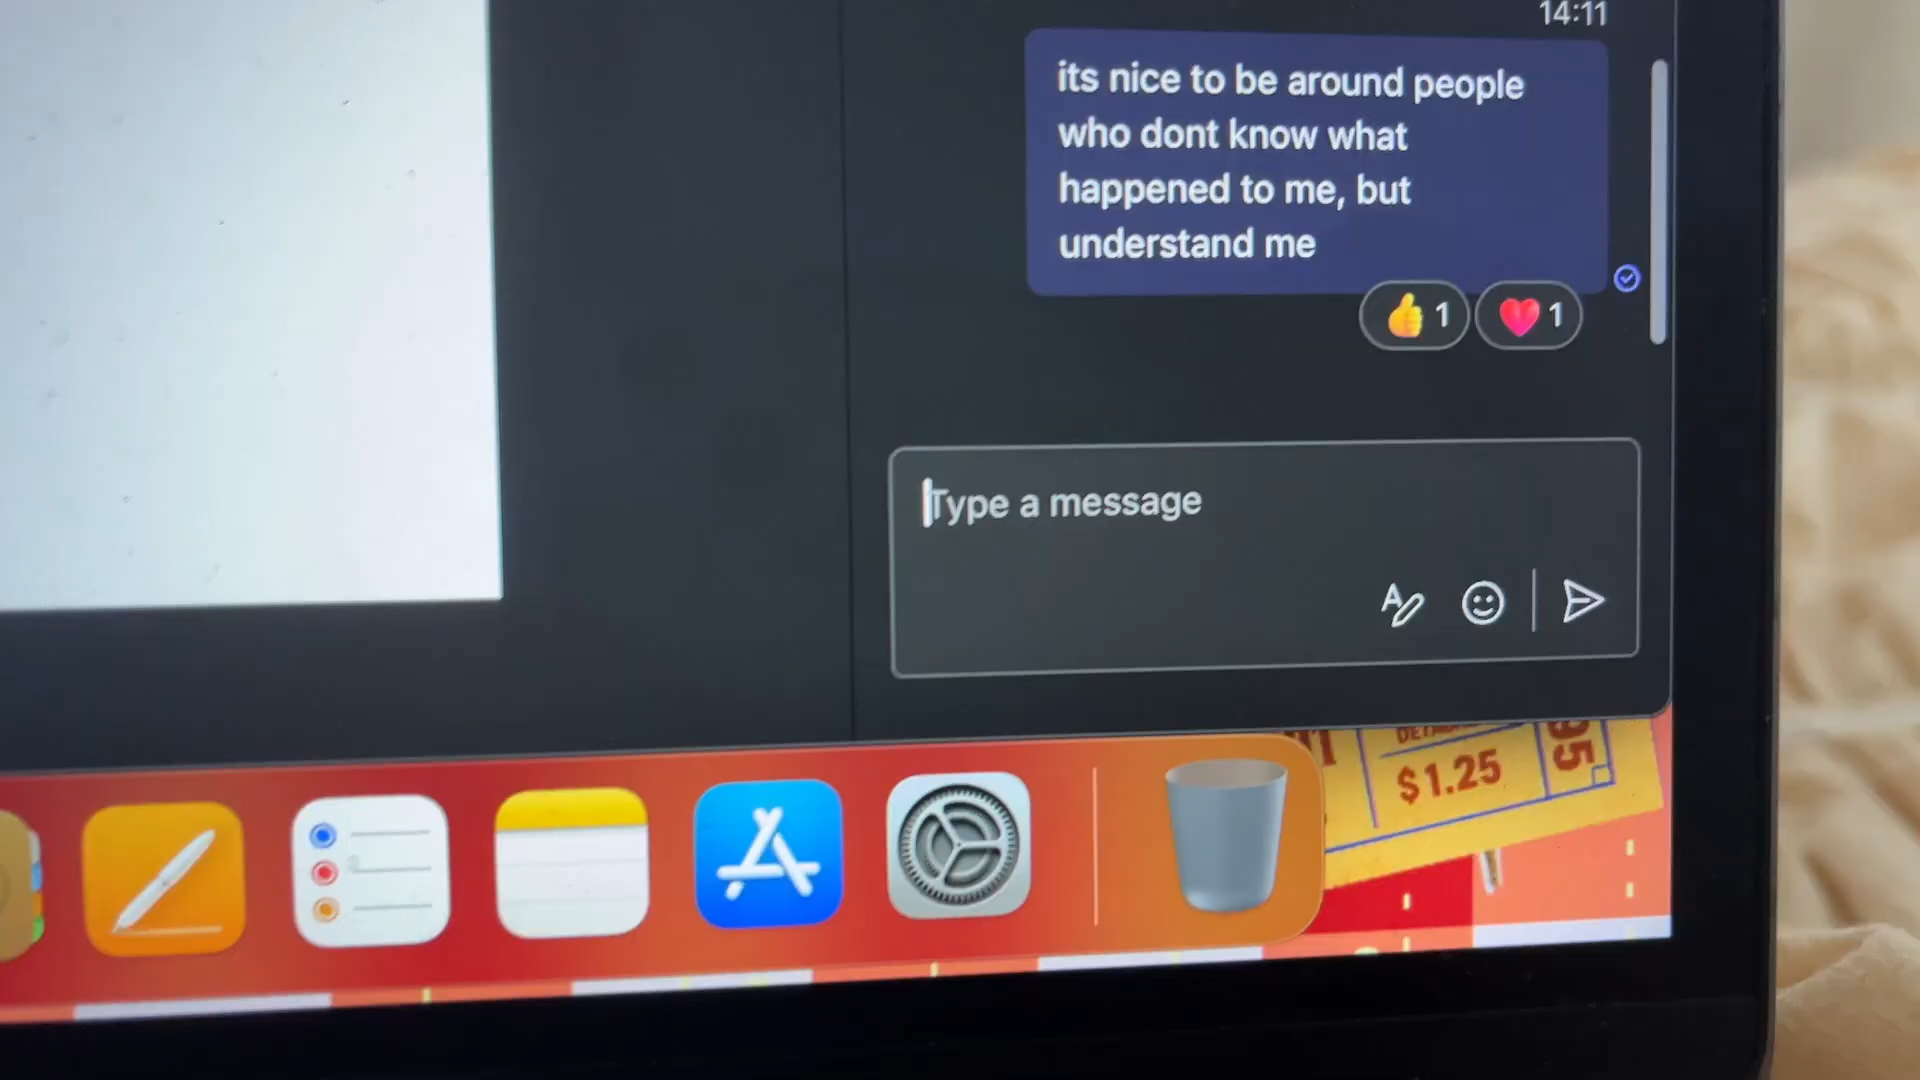 14:11
its nice to be around people
who dont know what
happened to me, but
understand me
👍 1 ❤️ 1
Type a message
$1.25
95